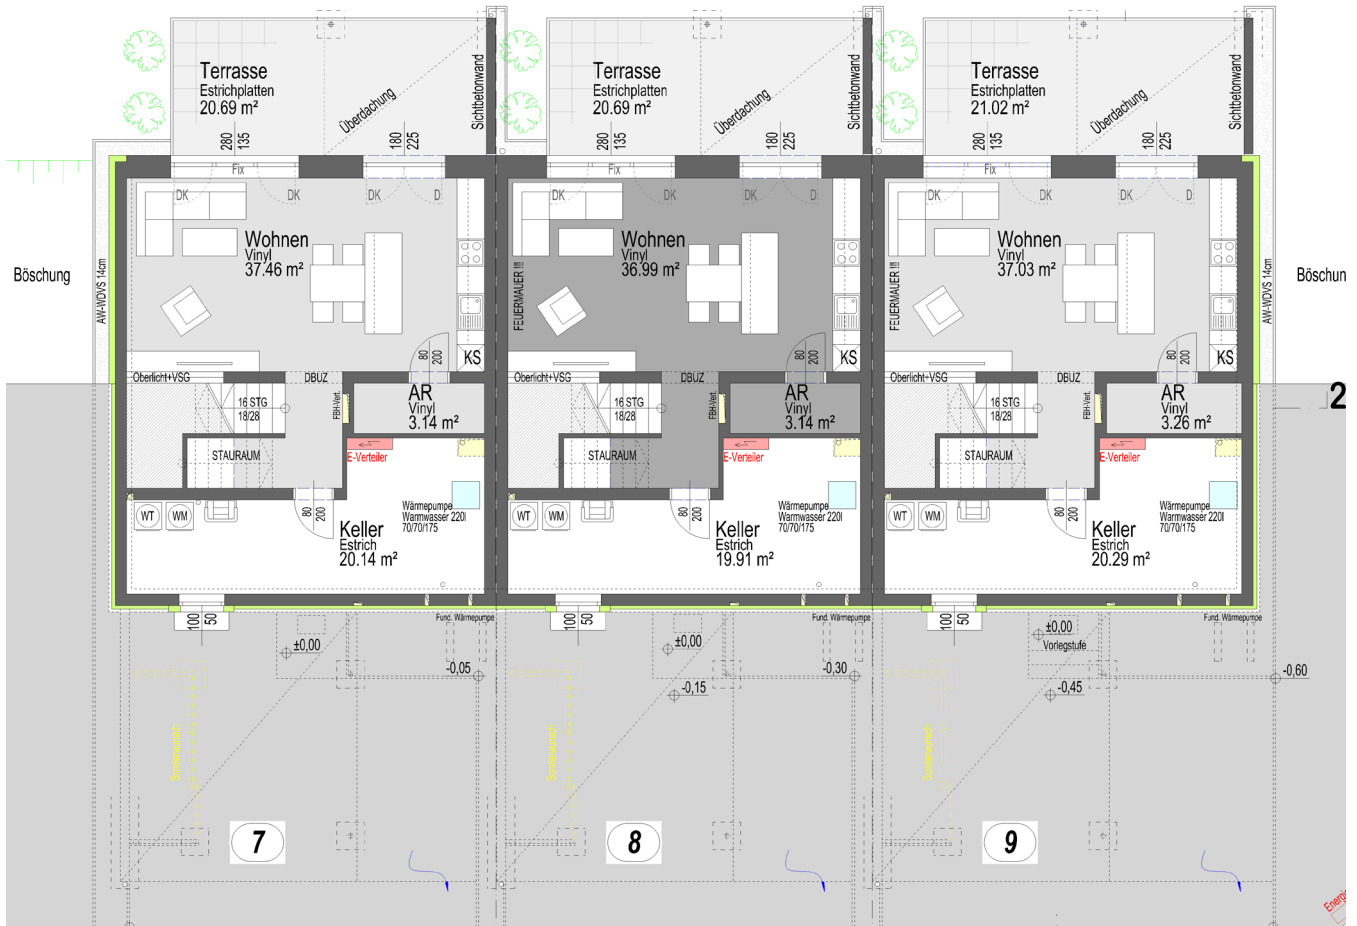 Terrasse
Estrichplatten
20.69 m²
Überdachung
Sichtbetonwand
280
135
180
225
Terrasse
Estrichplatten
20.69 m²
Überdachung
Sichtbetonwand
280
135
180
225
Terrasse
Estrichplatten
21.02 m²
Überdachung
Sichtbetonwand
280
135
180
225
Fix
DK
DK
DK
D
Fix
DK
DK
DK
D
Fix
DK
DK
DK
D
Böschung
AW-WDVS 14cm
Wohnen
Vinyl
37.46 m²
FEUERMAUER !!!
Wohnen
Vinyl
36.99 m²
FEUERMAUER !!!
Wohnen
Vinyl
37.03 m²
AW-WDVS 14cm
Böschun
80
200
KS
80
200
KS
80
200
KS
Oberlicht+VSG
DBUZ
Oberlicht+VSG
DBUZ
Oberlicht+VSG
DBUZ
16 STG
18/28
FBH-Vert.
AR
Vinyl
3.14 m²
16 STG
18/28
FBH-Vert.
AR
Vinyl
3.14 m²
16 STG
18/28
FBH-Vert.
AR
Vinyl
3.26 m²
2
STAURAUM
E-Verteiler
STAURAUM
E-Verteiler
STAURAUM
E-Verteiler
WT
WM
80
200
Wärmepumpe
Warmwasser 220l
70/70/175
Keller
Estrich
20.14 m²
WT
WM
80
200
Wärmepumpe
Warmwasser 220l
70/70/175
Keller
Estrich
19.91 m²
WT
WM
80
200
Wärmepumpe
Warmwasser 220l
70/70/175
Keller
Estrich
20.29 m²
100
50
Fund. Wärmepumpe
100
50
Fund. Wärmepumpe
100
50
Fund. Wärmepumpe
±0,00
-0,05
±0,00
-0,15
-0,30
±0,00
Vorlegstufe
-0,45
-0,60
7
8
9